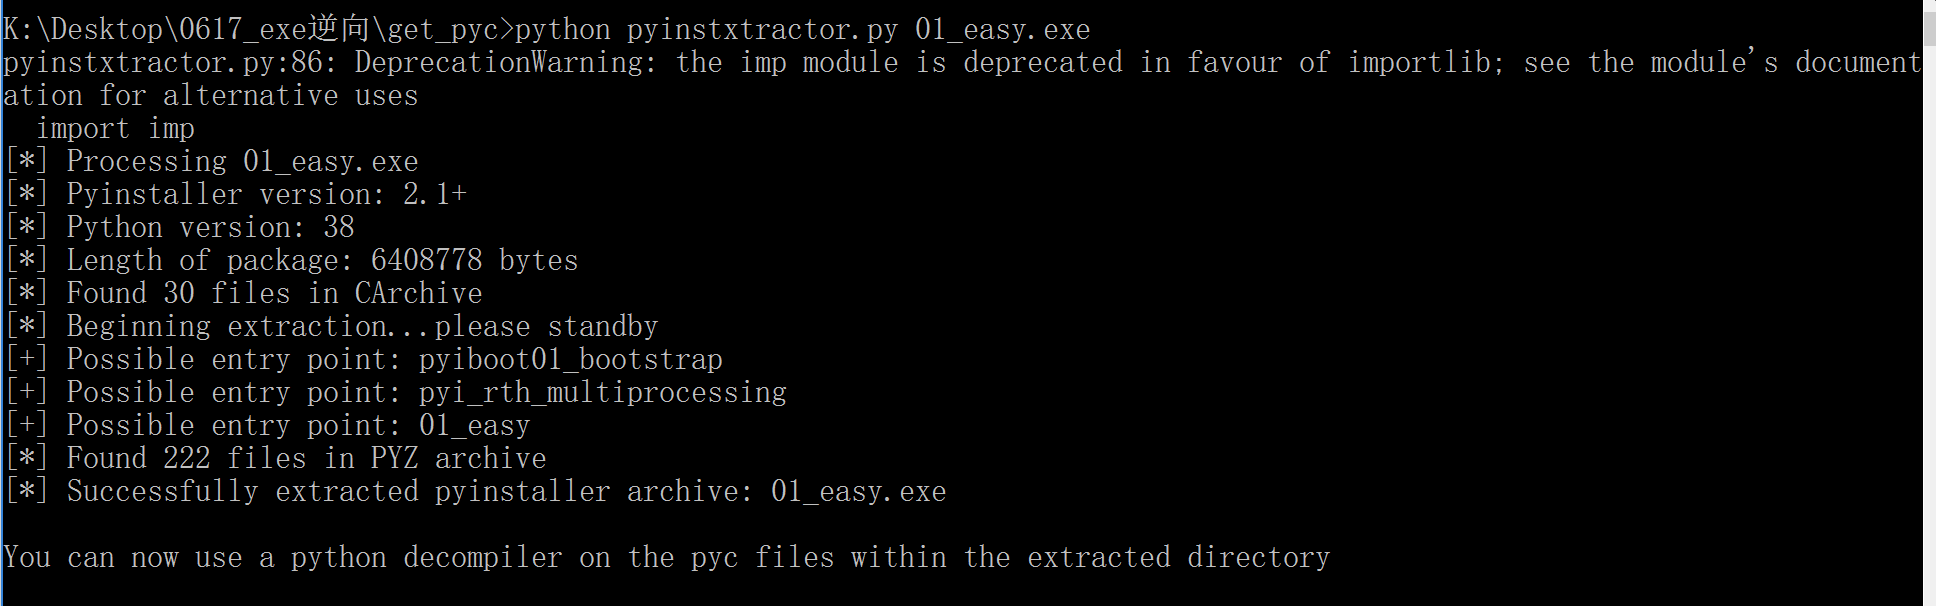 K:\Desktop\0617_exe逆向\get_pyc>python pyinstxtractor.py 01_easy.exe
pyinstxtractor.py:86: DeprecationWarning: the imp module is deprecated in favour of importlib; see the module's document
ation for alternative uses
  import imp
[*] Processing 01_easy.exe
[*] Pyinstaller version: 2.1+
[*] Python version: 38
[*] Length of package: 6408778 bytes
[*] Found 30 files in CArchive
[*] Beginning extraction...please standby
[+] Possible entry point: pyiboot01_bootstrap
[+] Possible entry point: pyi_rth_multiprocessing
[+] Possible entry point: 01_easy
[*] Found 222 files in PYZ archive
[*] Successfully extracted pyinstaller archive: 01_easy.exe
You can now use a python decompiler on the pyc files within the extracted directory